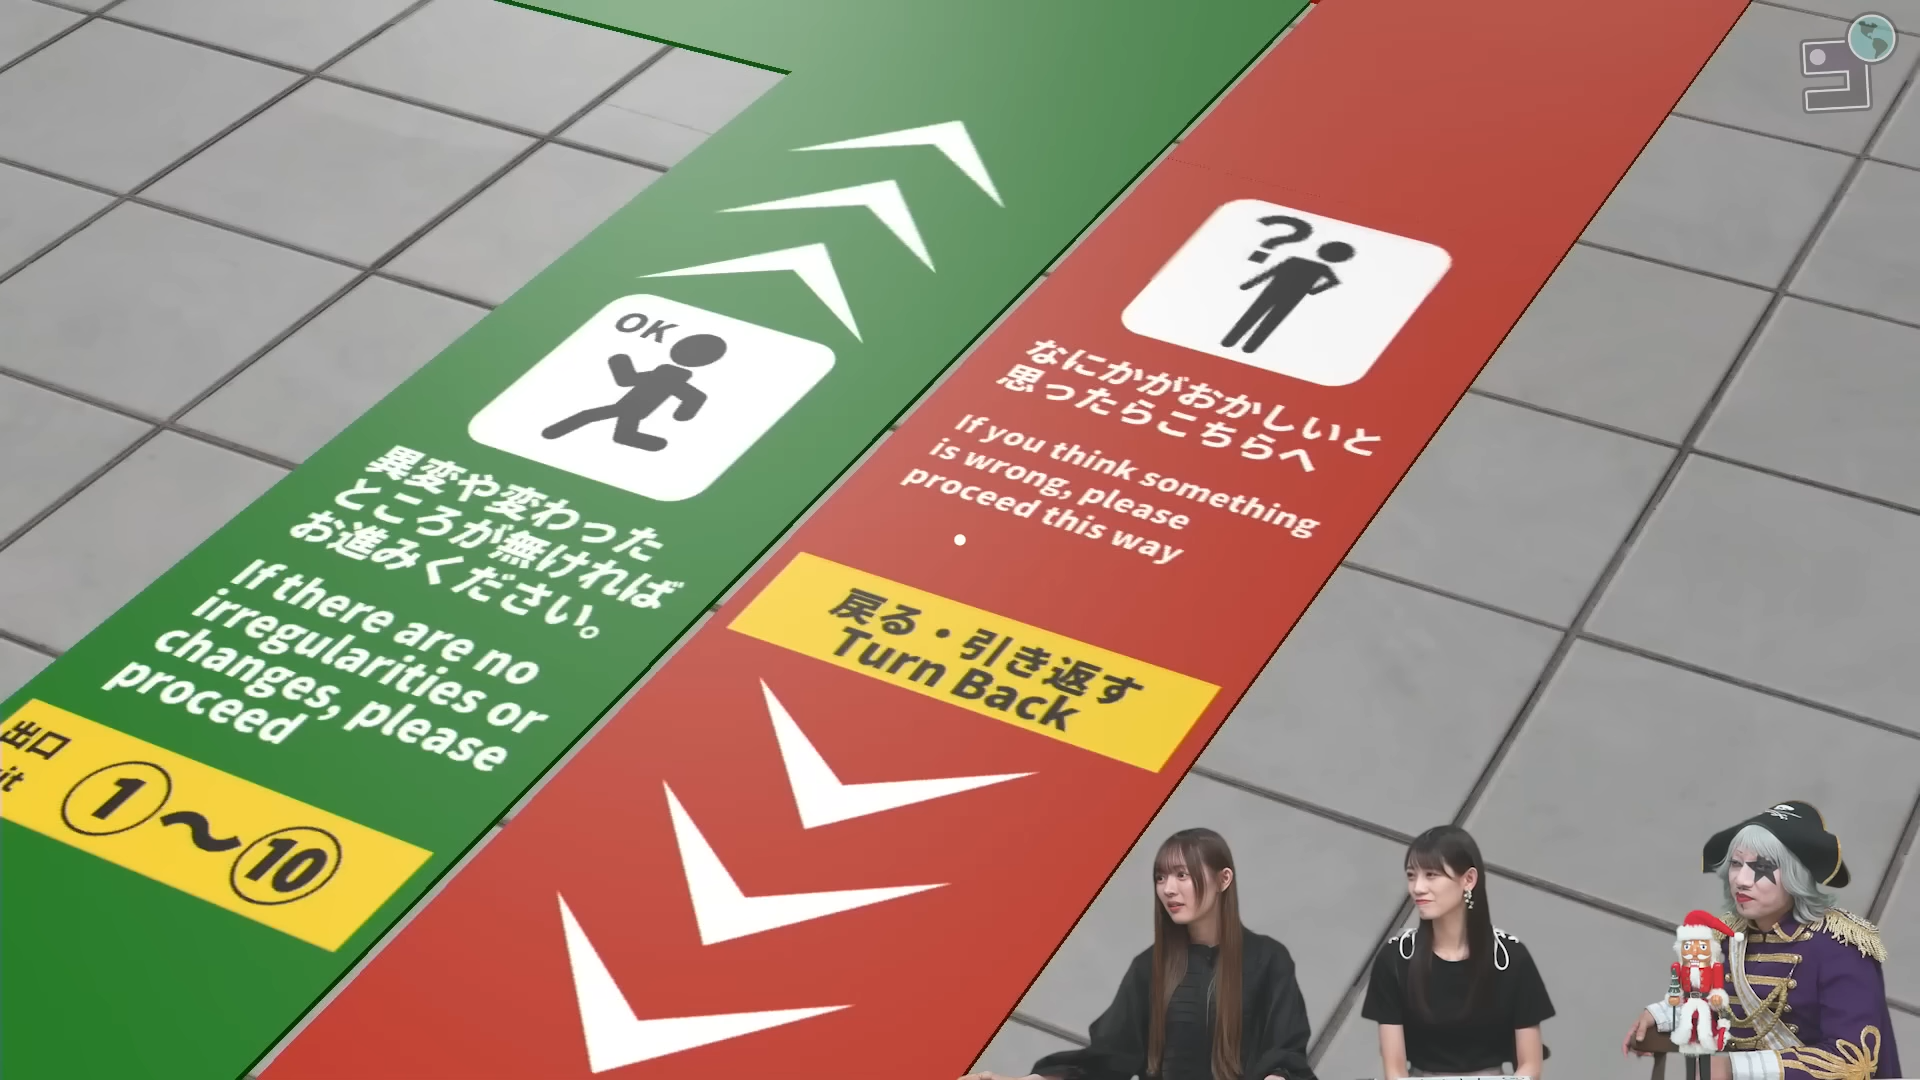 OK
異変や変わった
ところが無ければ
お進みください。
If there are no
irregularities or
changes, please
proceed
出口
①～⑩
?
なにかがおかしいと
思ったらこちらへ
If you think something
is wrong, please
proceed this way
戻る・引き返す
Turn Back